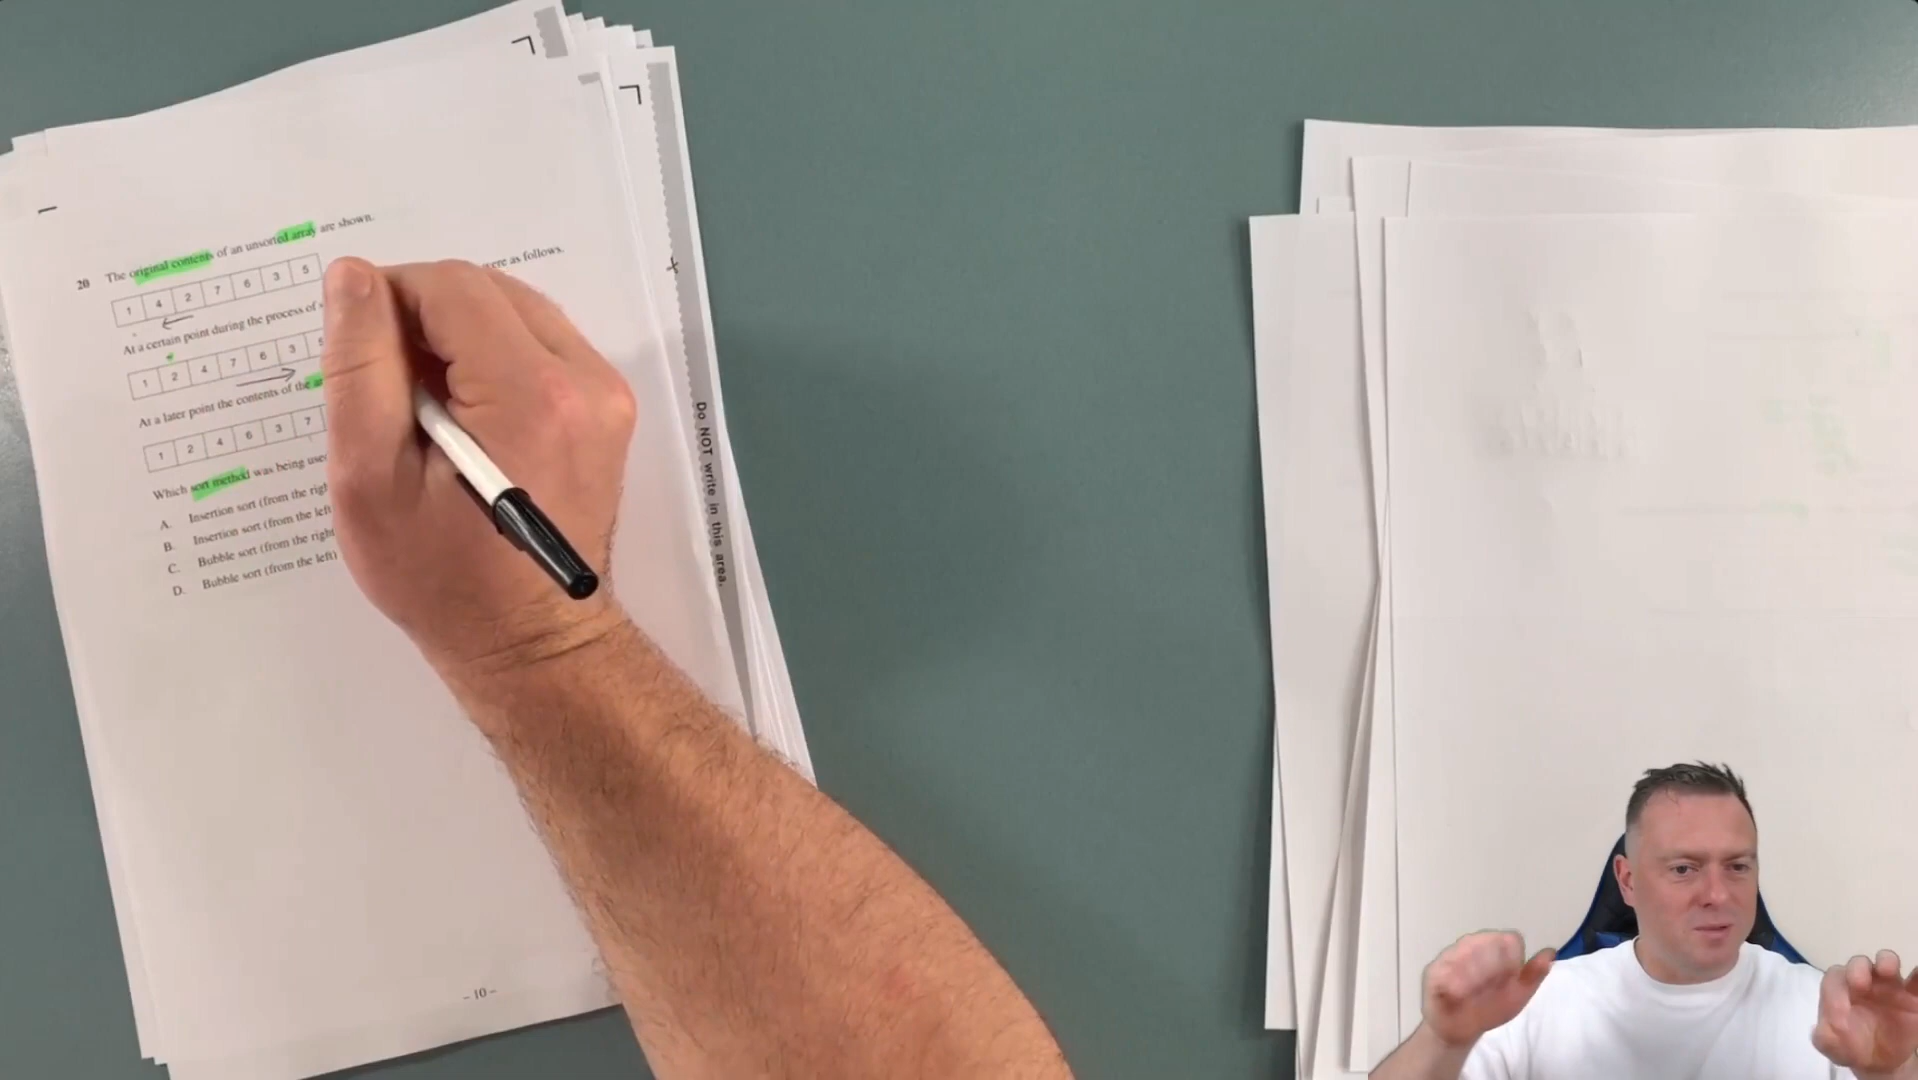 20 The original contents of an unsorted array are shown.
1 4 2 7 6 3 5
At a certain point during the process of were as follows.
1 2 4 7 6 3 5
At a later point the contents of the
1 2 4 6 3 7
Which sort method was being
A. Insertion sort (from the
B. Insertion sort (from the left
C. Bubble sort (from the right
D. Bubble sort (from the left)
– 10 –
Do NOT write in this area.